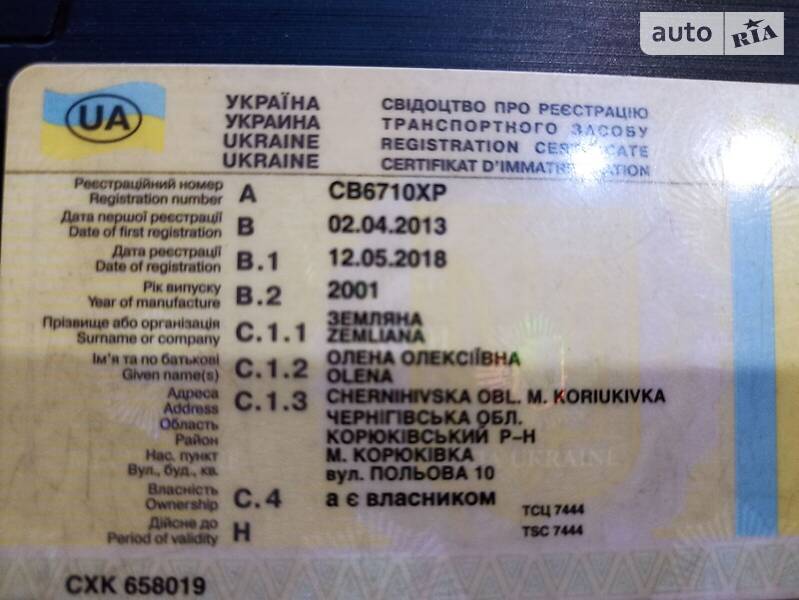 auto RIA
UA
УКРАЇНА
УКРАИНА
UKRAINE
UKRAINE
СВІДОЦТВО ПРО РЕЄСТРАЦІЮ
ТРАНСПОРТНОГО ЗАСОБУ
REGISTRATION CERTIFICATE
CERTIFIKAT D'IMMATRICULATION
Реєстраційний номер
Registration number A СВ6710ХР
Дата першої реєстрації
Date of first registration B 02.04.2013
Дата реєстрації
Date of registration B.1 12.05.2018
Рік випуску
Year of manufacture B.2 2001
Прізвище або організація ЗЕМЛЯНА
Surname or company C.1.1 ZEMLIANA
Ім'я та по батькові ОЛЕНА ОЛЕКСІЇВНА
Given name(s) C.1.2 OLENA
Адреса
Address C.1.3 CHERNIHIVSKA OBL. M. KORIUKIVKA
Область ЧЕРНІГІВСЬКА ОБЛ.
Район КОРЮКІВСЬКИЙ Р-Н
Нас. пункт М. КОРЮКІВКА
Вул., буд., кв. вул. ПОЛЬОВА 10
UKRAINE
Власність
Ownership C.4 а є власником
ТСЦ 7444
Дійсне до
Period of validity H
TSC 7444
СХК 658019